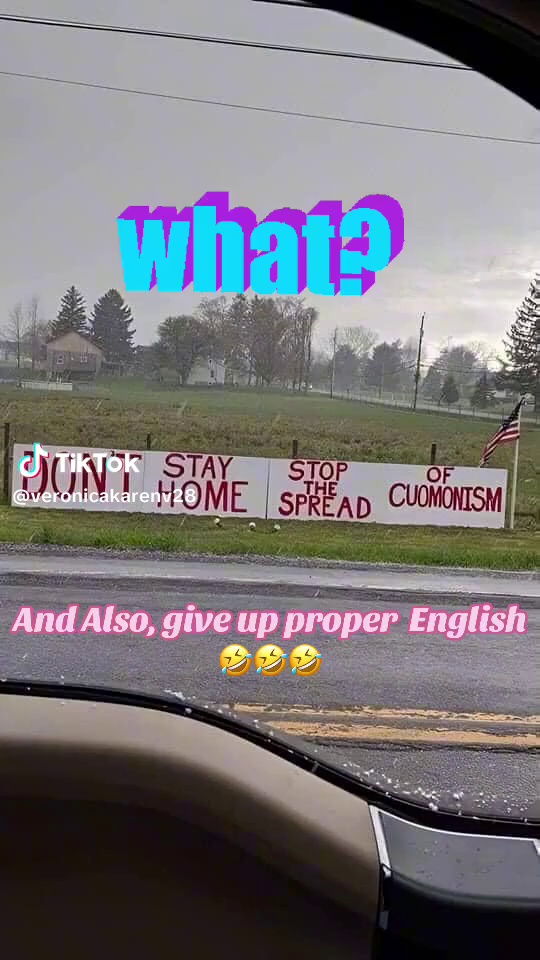 what?
TikTok
@veronicakarenv28
DON'T
STAY
HOME
STOP
THE
SPREAD
OF
CUOMONISM
And Also, give up proper English
🤣🤣🤣